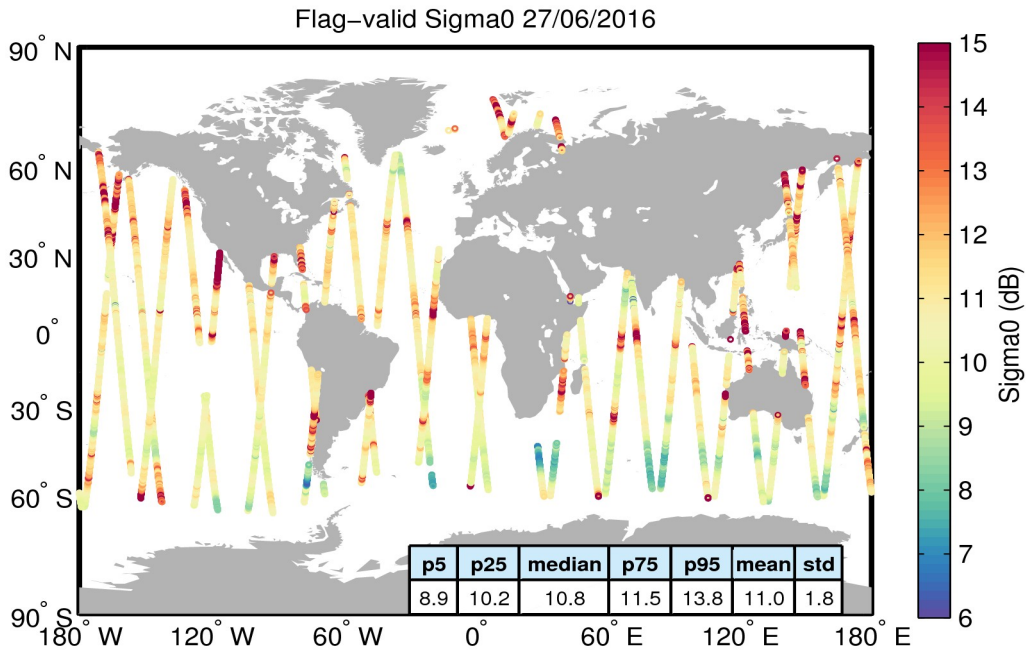 Flag−valid Sigma0 27/06/2016
90° N
60° N
30° N
0°
30° S
60° S
90° S
180° W
120° W
60° W
0°
60° E
120° E
180° E
p5 p25 median p75 p95 mean std
8.9 10.2 10.8 11.5 13.8 11.0 1.8
15
14
13
12
11
10
9
8
7
6
Sigma0 (dB)